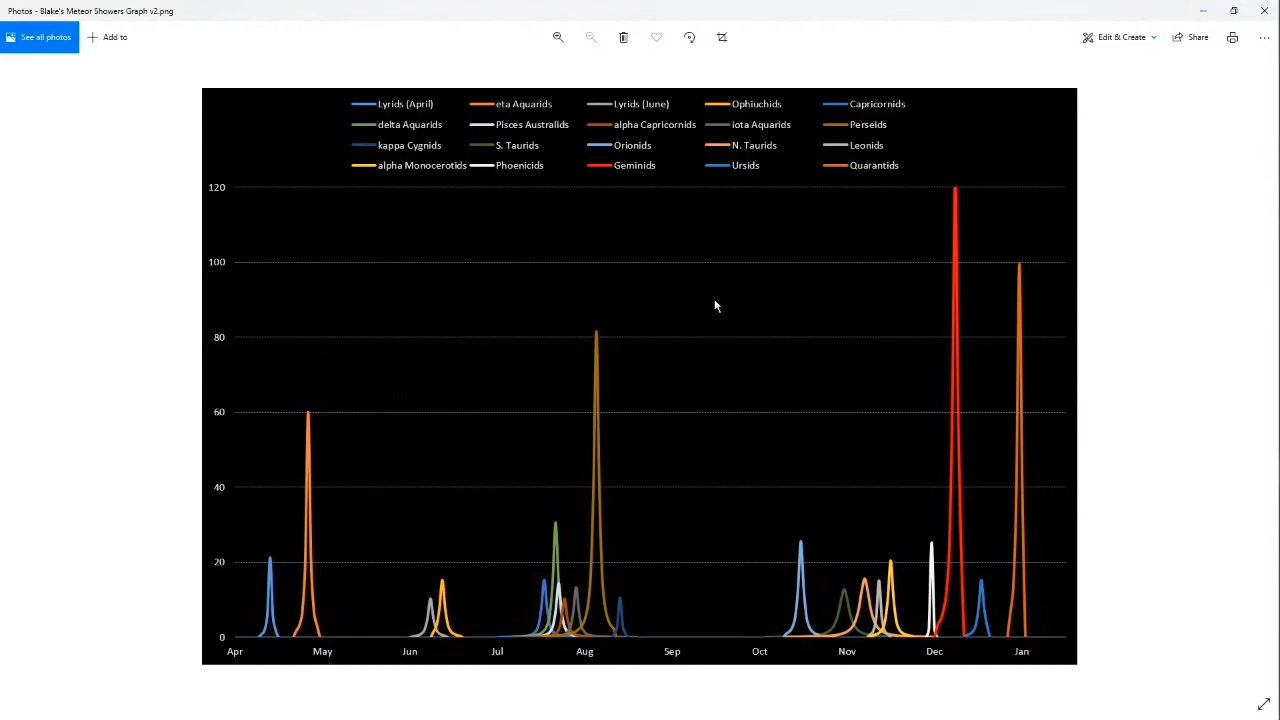 Photos - Blake's Meteor Showers Graph v2.png
See all photos + Add to Edit & Create Share
Lyrids (April) eta Aquarids Lyrids (June) Ophiuchids Capricornids
delta Aquarids Pisces Australids alpha Capricornids iota Aquarids Perseids
kappa Cygnids S. Taurids Orionids N. Taurids Leonids
alpha Monocerotids Phoenicids Geminids Ursids Quarantids
120
100
80
60
40
20
0
Apr May Jun Jul Aug Sep Oct Nov Dec Jan